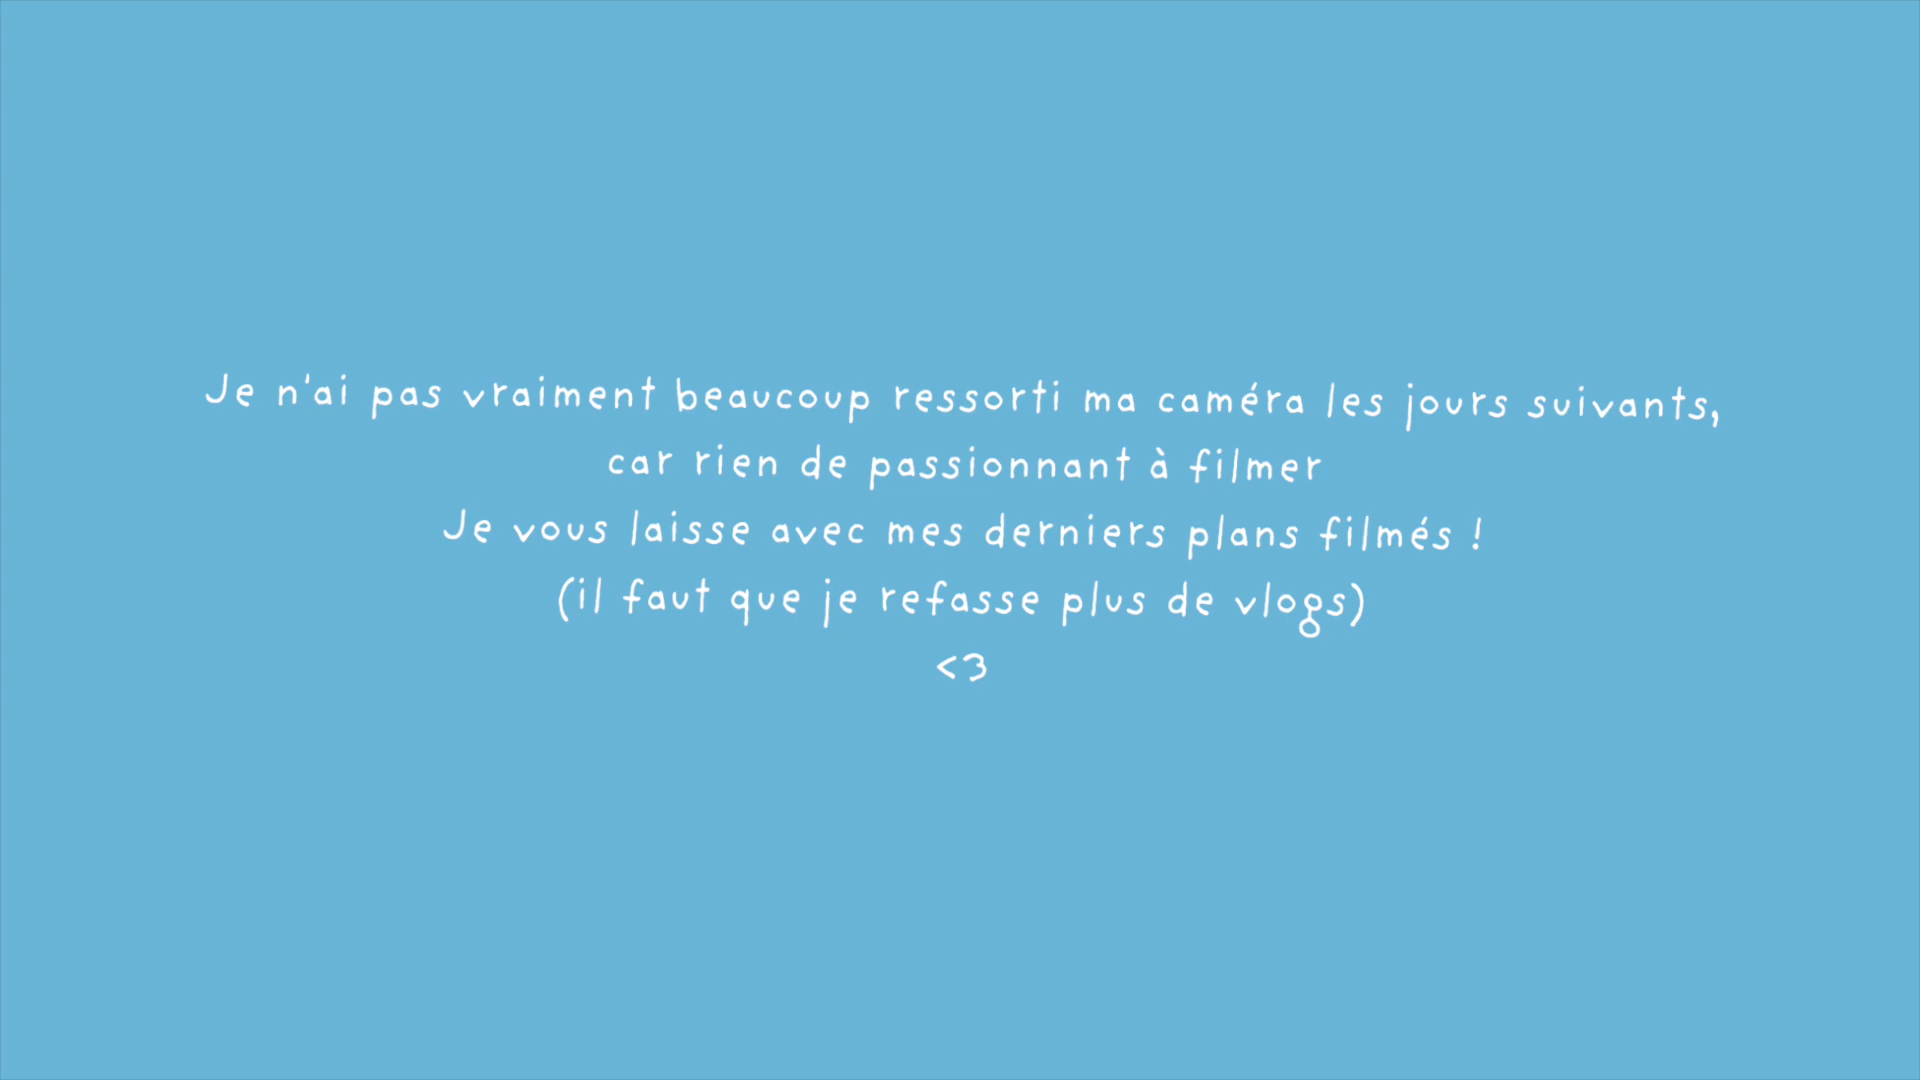 Je n'ai pas vraiment beaucoup ressorti ma caméra les jours suivants,
car rien de passionnant à filmer
Je vous laisse avec mes derniers plans filmés !
(il faut que je refasse plus de vlogs)
<3